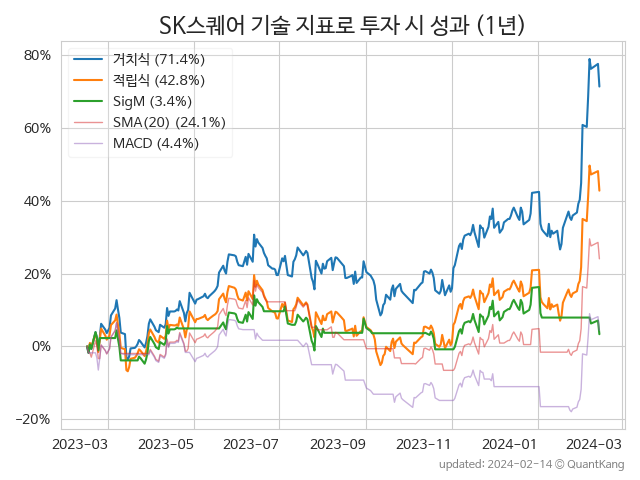 SK스퀘어 기술 지표로 투자 시 성과 (1년)
거치식 (71.4%)
적립식 (42.8%)
SigM (3.4%)
SMA(20) (24.1%)
MACD (4.4%)
80%
60%
40%
20%
0%
−20%
2023-03 2023-05 2023-07 2023-09 2023-11 2024-01 2024-03
updated: 2024-02-14 © QuantKang